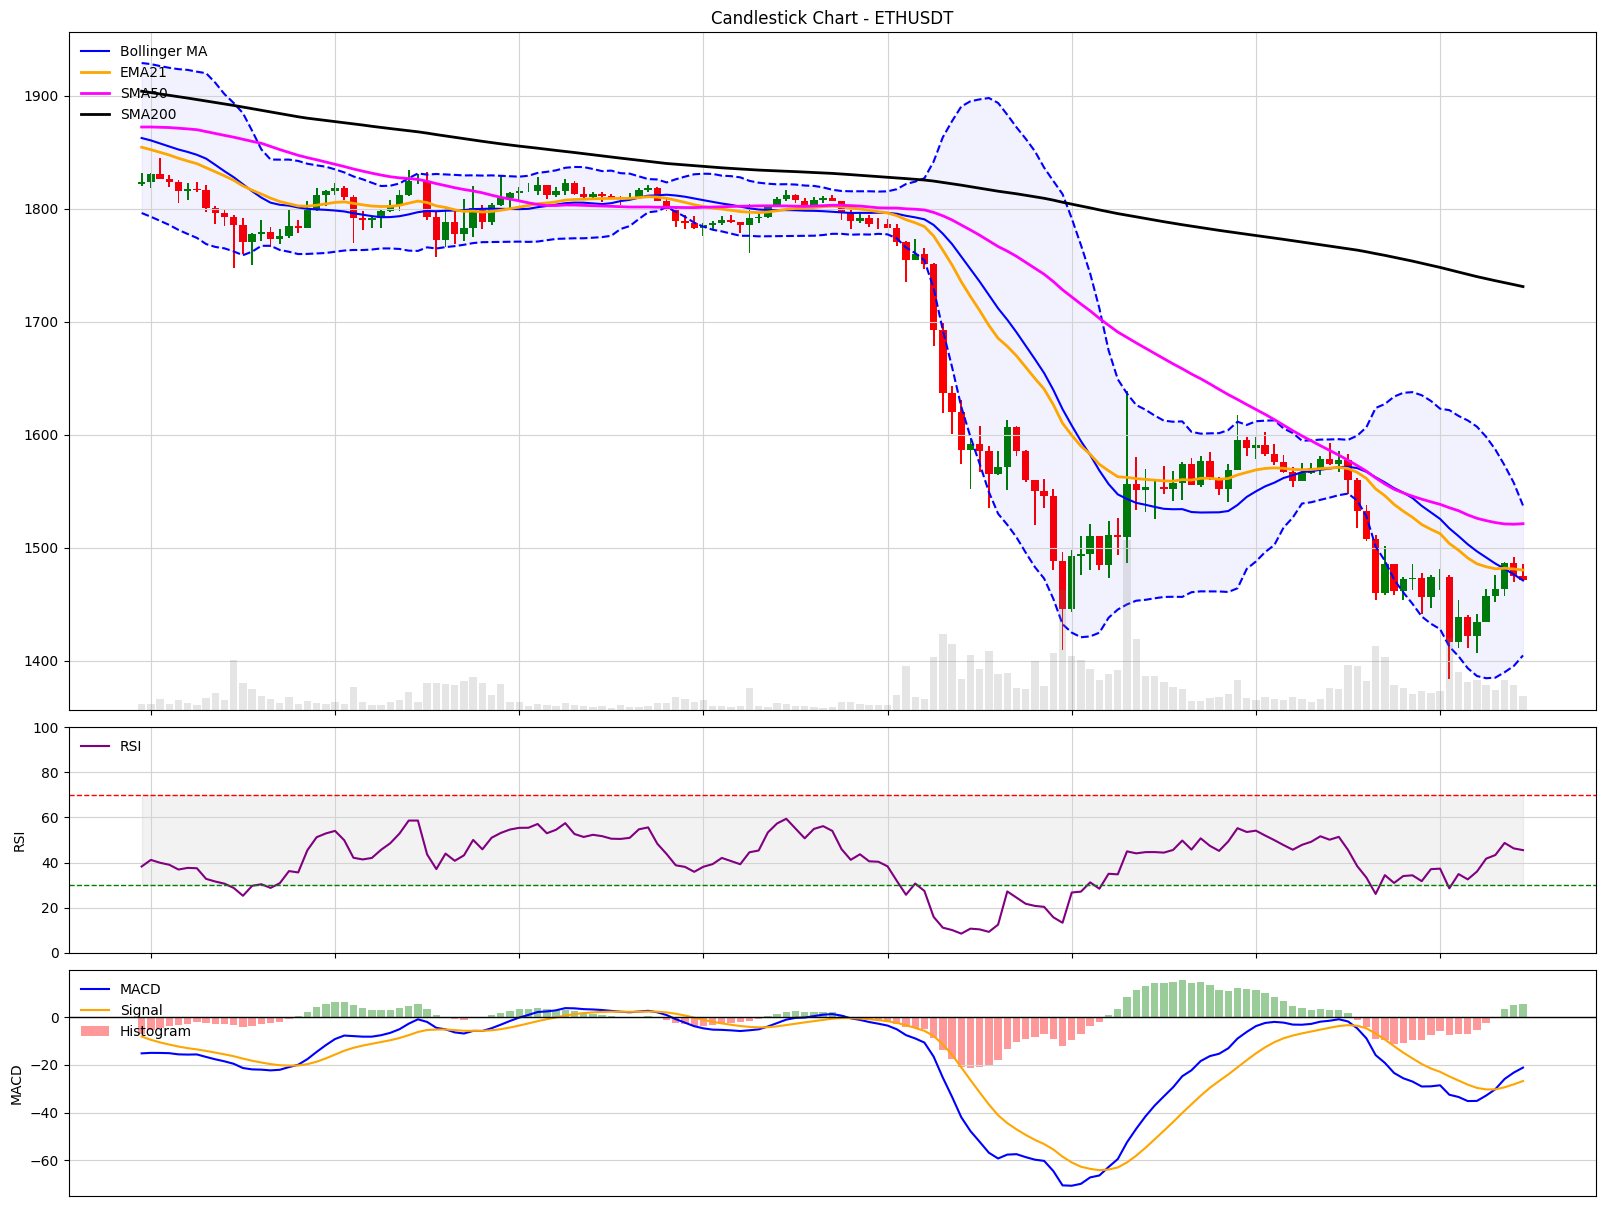 Candlestick Chart - ETHUSDT
Bollinger MA
EMA21
SMA50
SMA200
1900
1800
1700
1600
1500
1400
RSI
100
80
60
40
20
0
RSI
MACD
Signal
Histogram
0
−20
−40
−60
MACD